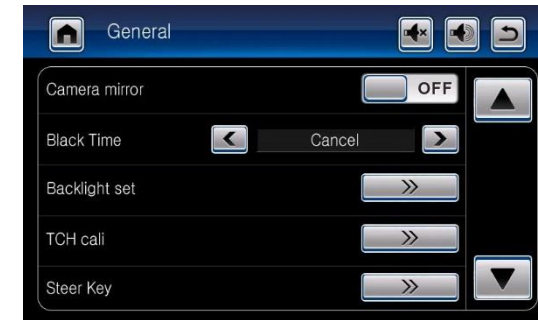 General
Camera mirror OFF
Black Time Cancel
Backlight set
TCH cali
Steer Key